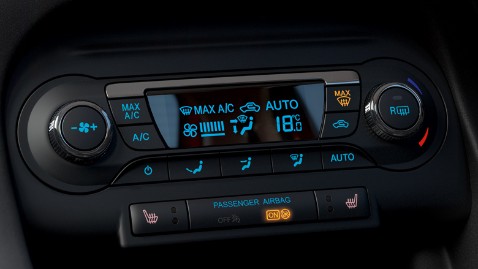 MAX
A/C
MAX A/C
AUTO
MAX
18.0 °C
- +
R
A/C
AUTO
PASSENGER AIRBAG
OFF
ON